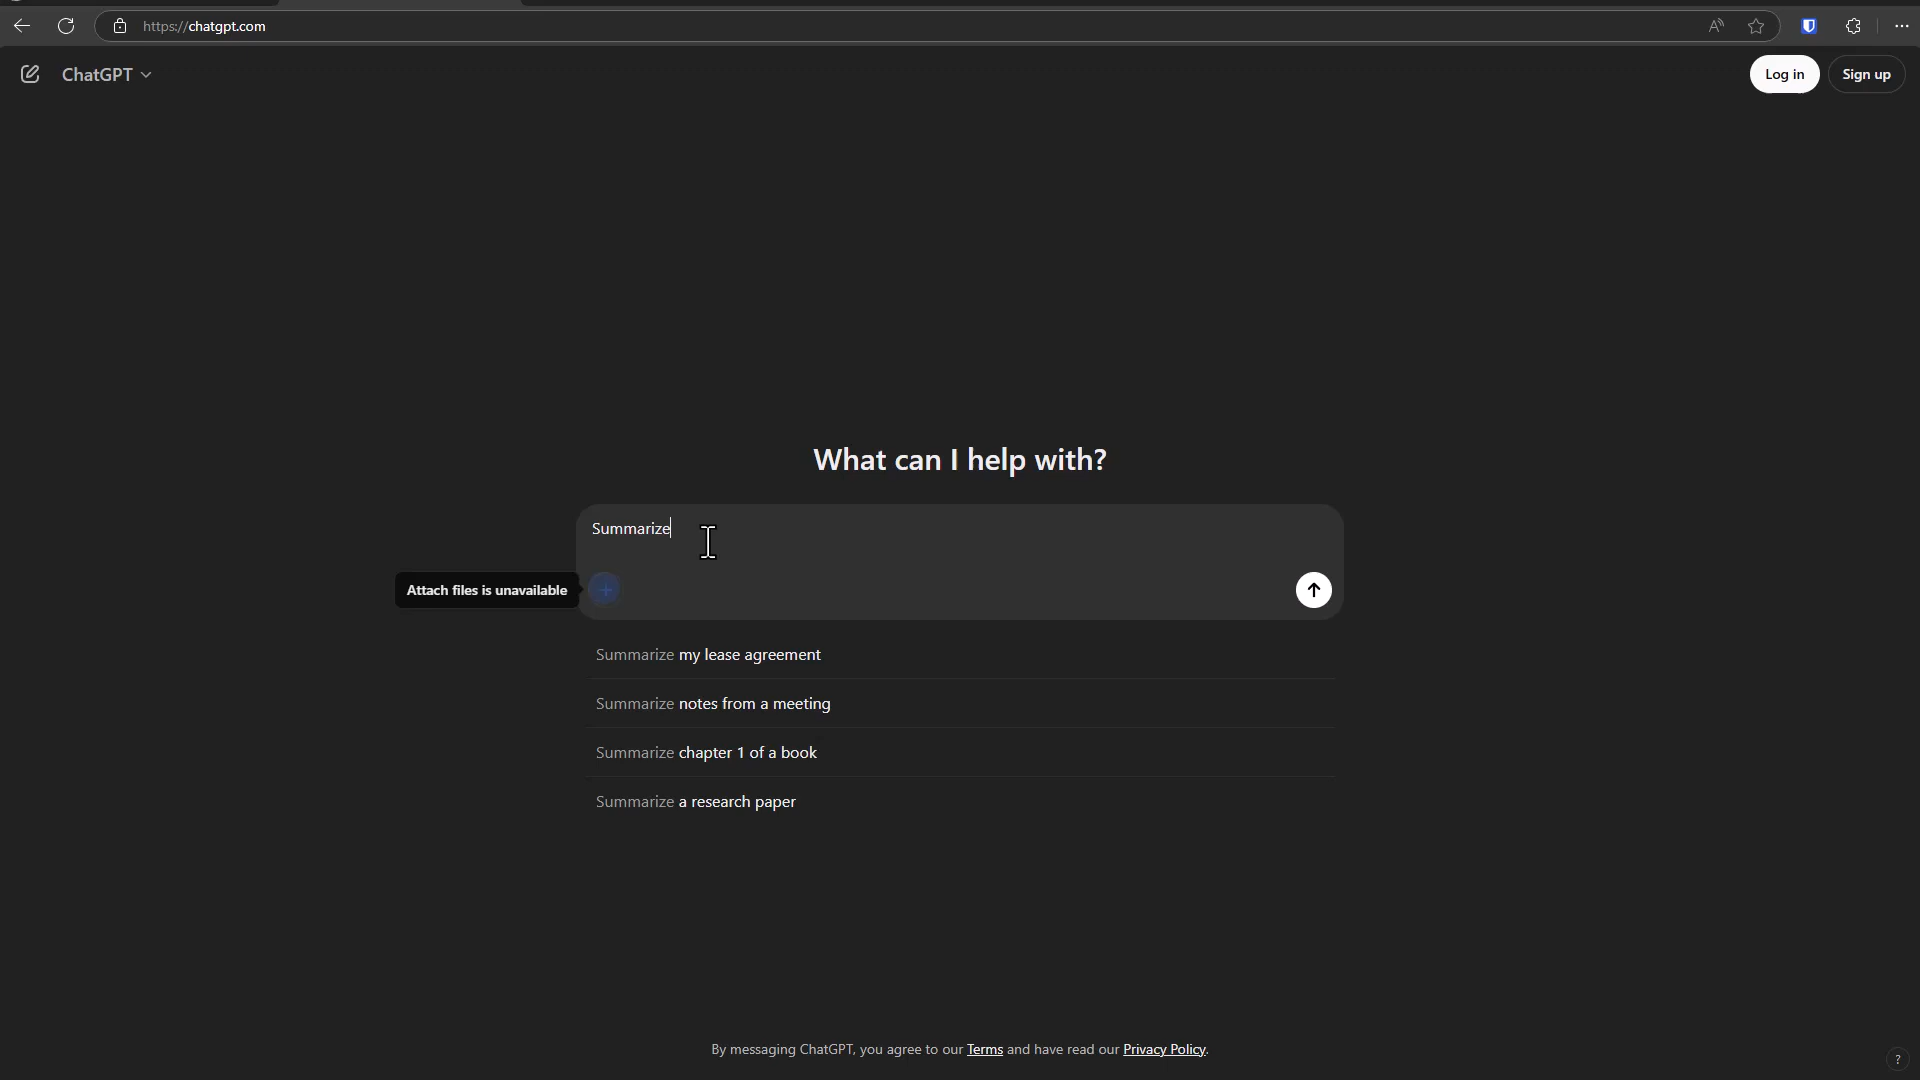 https://chatgpt.com
ChatGPT
Log in
Sign up
What can I help with?
Summarize
Attach files is unavailable
Summarize my lease agreement
Summarize notes from a meeting
Summarize chapter 1 of a book
Summarize a research paper
By messaging ChatGPT, you agree to our Terms and have read our Privacy Policy.
?